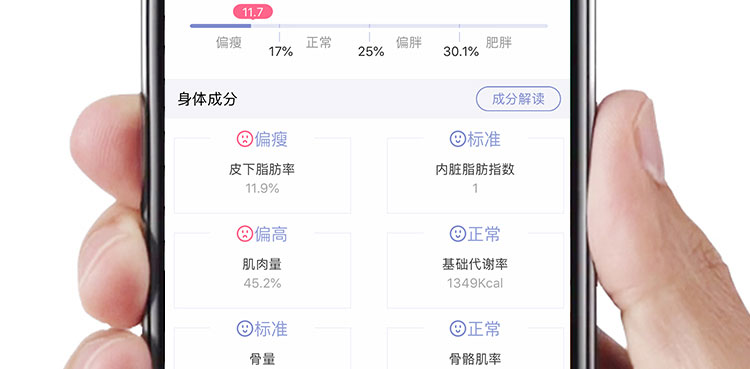 11.7
偏瘦 17% 正常 25% 偏胖 30.1% 肥胖
身体成分 成分解读
偏瘦 标准
皮下脂肪率 内脏脂肪指数
11.9% 1
偏高 正常
肌肉量 基础代谢率
45.2% 1349Kcal
标准 正常
骨量 骨骼肌率